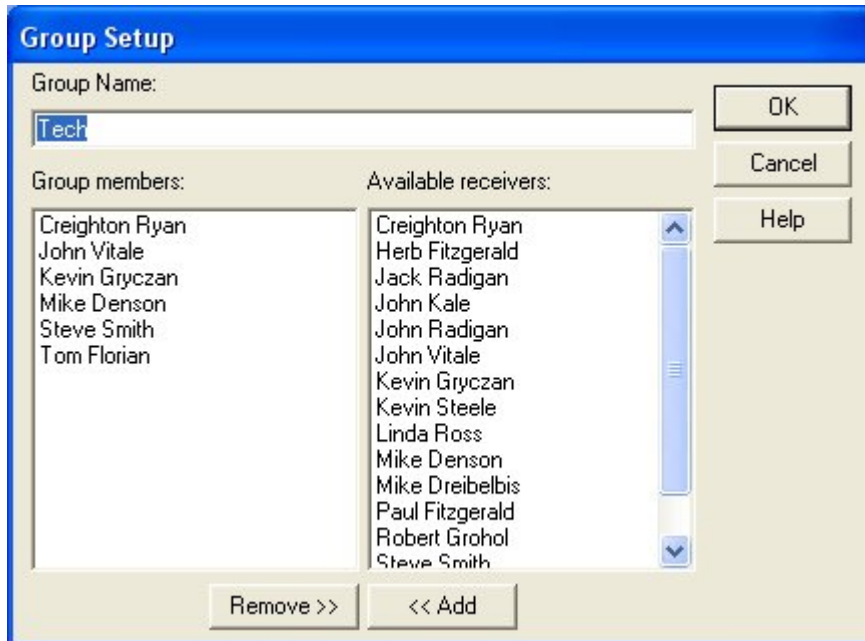 Group Setup
Group Name:
Tech
OK
Cancel
Help
Group members:
Creighton Ryan
John Vitale
Kevin Gryczan
Mike Denson
Steve Smith
Tom Florian
Available receivers:
Creighton Ryan
Herb Fitzgerald
Jack Radigan
John Kale
John Radigan
John Vitale
Kevin Gryczan
Kevin Steele
Linda Ross
Mike Denson
Mike Dreibelbis
Paul Fitzgerald
Robert Grohol
Steve Smith
Remove >>
<< Add